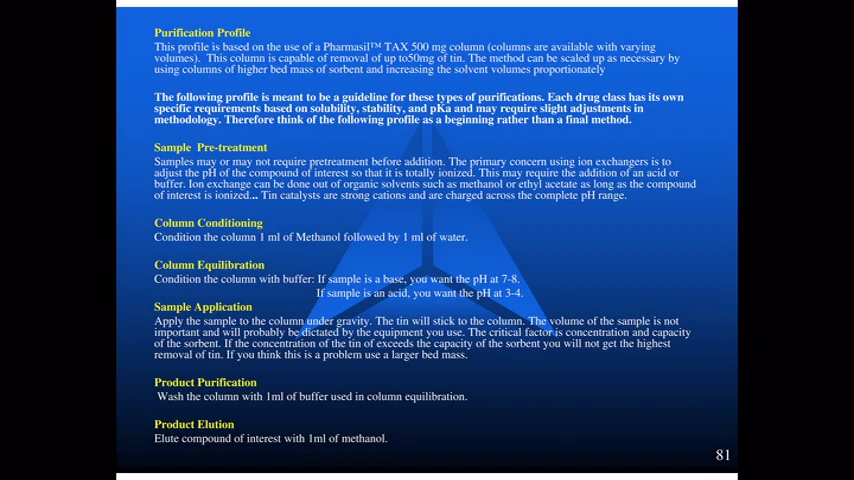 Purification Profile
This profile is based on the use of a Pharmasil™ TAX 500 mg column (columns are available with varying
volumes). This column is capable of removal of up to50mg of tin. The method can be scaled up as necessary by
using columns of higher bed mass of sorbent and increasing the solvent volumes proportionately
The following profile is meant to be a guideline for these types of purifications. Each drug class has its own
specific requirements based on solubility, stability, and pKa and may require slight adjustments in
methodology. Therefore think of the following profile as a beginning rather than a final method.
Sample Pre-treatment
Samples may or may not require pretreatment before addition. The primary concern using ion exchangers is to
adjust the pH of the compound of interest so that it is totally ionized. This may require the addition of an acid or
buffer. Ion exchange can be done out of organic solvents such as methanol or ethyl acetate as long as the compound
of interest is ionized... Tin catalysts are strong cations and are charged across the complete pH range.
Column Conditioning
Condition the column 1 ml of Methanol followed by 1 ml of water.
Column Equilibration
Condition the column with buffer: If sample is a base, you want the pH at 7-8.
If sample is an acid, you want the pH at 3-4.
Sample Application
Apply the sample to the column under gravity. The tin will stick to the column. The volume of the sample is not
important and will probably be dictated by the equipment you use. The critical factor is concentration and capacity
of the sorbent. If the concentration of the tin of exceeds the capacity of the sorbent you will not get the highest
removal of tin. If you think this is a problem use a larger bed mass.
Product Purification
Wash the column with 1ml of buffer used in column equilibration.
Product Elution
Elute compound of interest with 1ml of methanol.
81